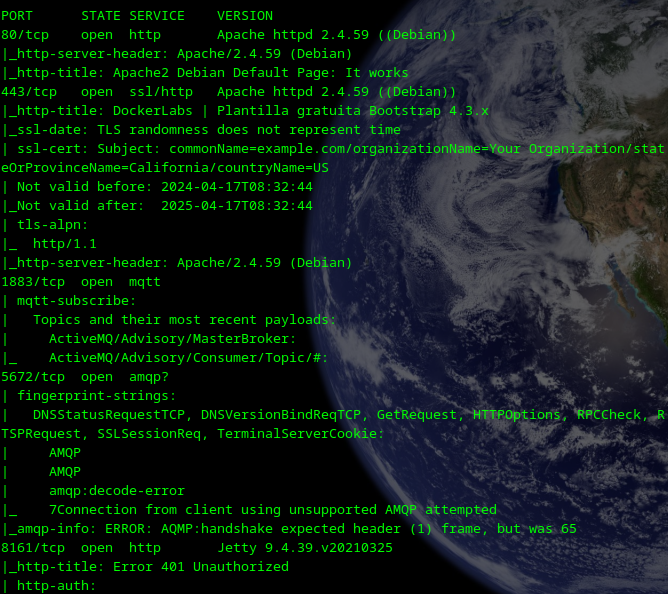 PORT      STATE SERVICE    VERSION
80/tcp    open  http       Apache httpd 2.4.59 ((Debian))
|_http-server-header: Apache/2.4.59 (Debian)
|_http-title: Apache2 Debian Default Page: It works
443/tcp   open  ssl/http   Apache httpd 2.4.59 ((Debian))
|_http-title: DockerLabs | Plantilla gratuita Bootstrap 4.3.x
|_ssl-date: TLS randomness does not represent time
| ssl-cert: Subject: commonName=example.com/organizationName=Your Organization/stat
eOrProvinceName=California/countryName=US
| Not valid before: 2024-04-17T08:32:44
|_Not valid after:  2025-04-17T08:32:44
| tls-alpn:
|_  http/1.1
|_http-server-header: Apache/2.4.59 (Debian)
1883/tcp  open  mqtt
| mqtt-subscribe:
|   Topics and their most recent payloads:
|     ActiveMQ/Advisory/MasterBroker:
|_    ActiveMQ/Advisory/Consumer/Topic/#:
5672/tcp  open  amqp?
| fingerprint-strings:
|   DNSStatusRequestTCP, DNSVersionBindReqTCP, GetRequest, HTTPOptions, RPCCheck, R
TSPRequest, SSLSessionReq, TerminalServerCookie:
|     AMQP
|     AMQP
|     amqp:decode-error
|_    7Connection from client using unsupported AMQP attempted
|_amqp-info: ERROR: AQMP:handshake expected header (1) frame, but was 65
8161/tcp  open  http       Jetty 9.4.39.v20210325
|_http-title: Error 401 Unauthorized
| http-auth: